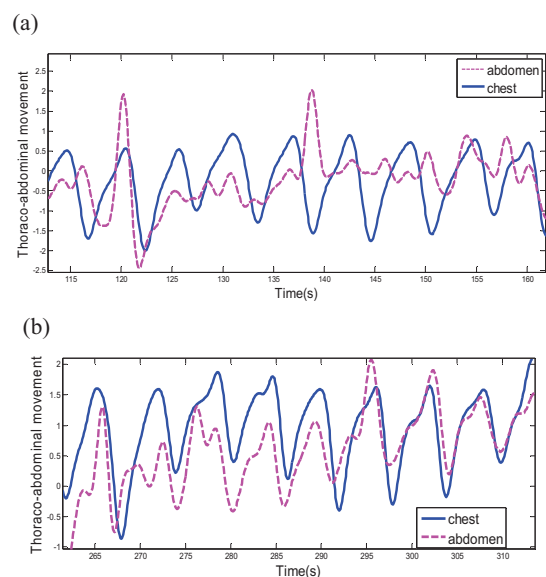 (a)
Thoraco-abdominal movement
2.5
2
1.5
1
0.5
0
-0.5
-1
-1.5
-2
-2.5
abdomen
chest
115 120 125 130 135 140 145 150 155 160
Time(s)
(b)
Thoraco-abdominal movement
2
1.5
1
0.5
0
-1
chest
abdomen
265 270 275 280 285 290 295 300 305 310
Time(s)